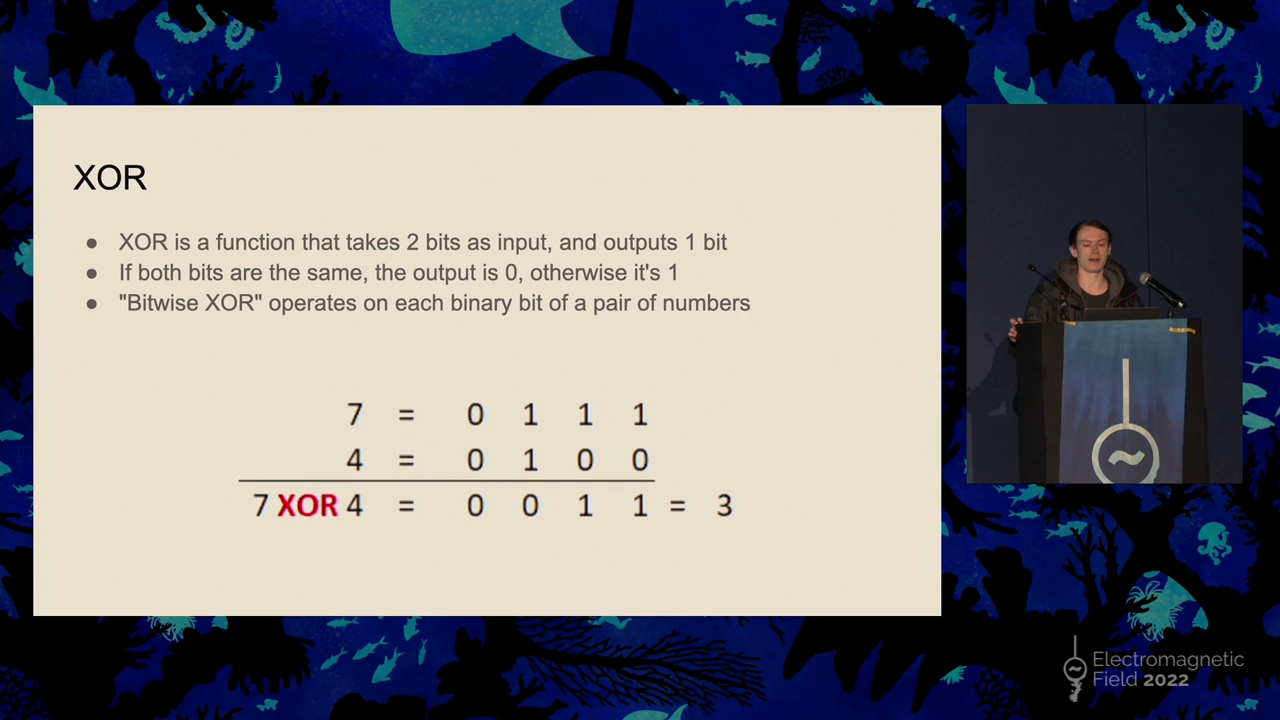 XOR
● XOR is a function that takes 2 bits as input, and outputs 1 bit
● If both bits are the same, the output is 0, otherwise it's 1
● "Bitwise XOR" operates on each binary bit of a pair of numbers
7 = 0 1 1 1
4 = 0 1 0 0
7 XOR 4 = 0 0 1 1 = 3
Electromagnetic
Field 2022